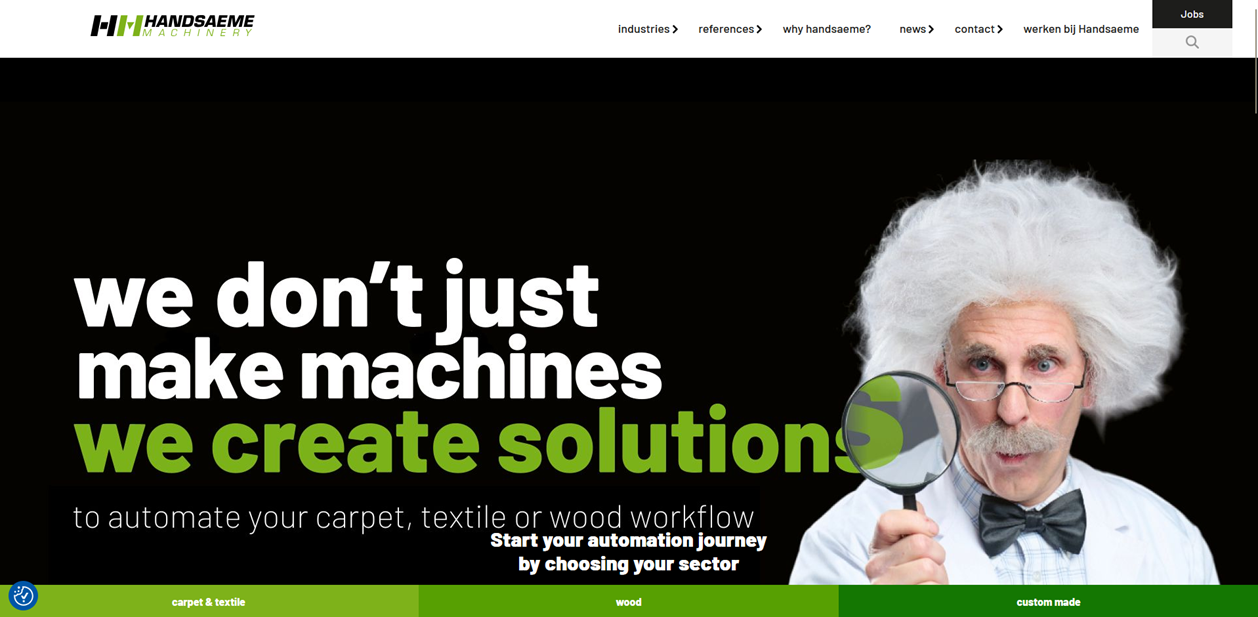 HANDSAEME
MACHINERY
industries
references
why handsaeme?
news
contact
werken bij Handsaeme
Jobs
we don't just
make machines
we create solutions
to automate your carpet, textile or wood workflow
Start your automation journey
by choosing your sector
carpet & textile
wood
custom made